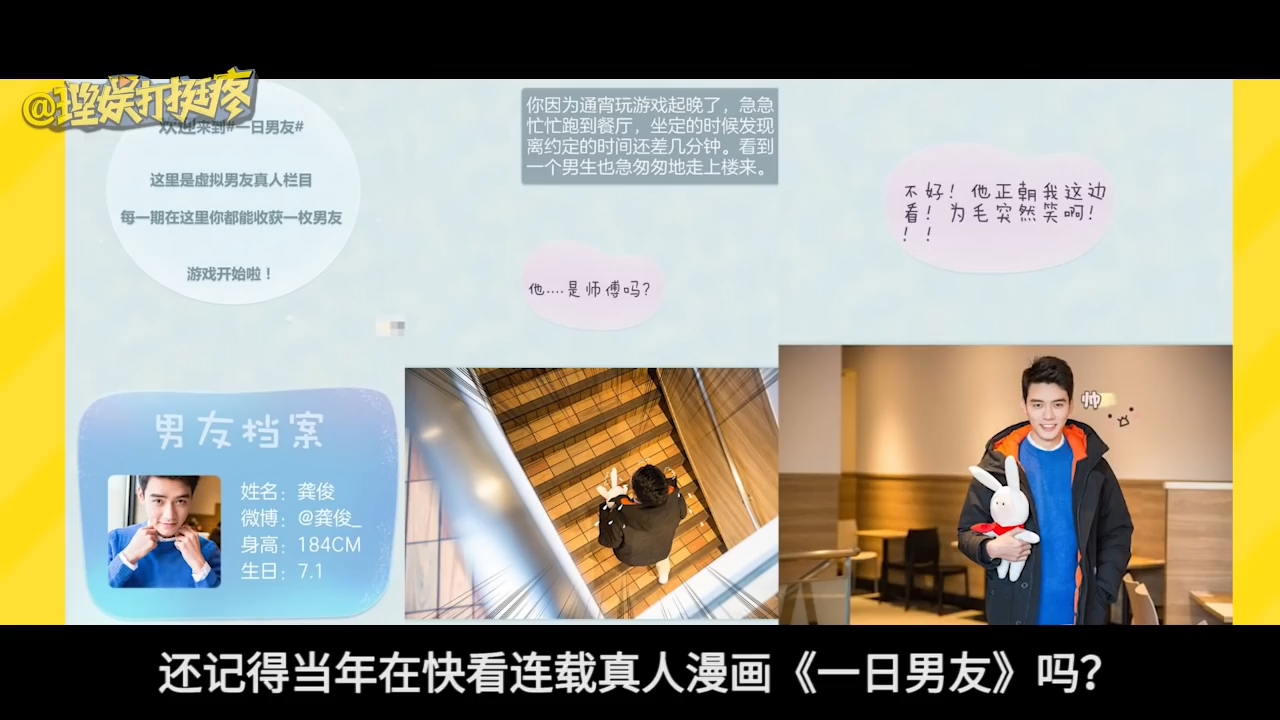 @理娱打挺疼
欢迎来到#一日男友#
这里是虚拟男友真人栏目
每一期在这里你都能收获一枚男友
游戏开始啦！
男友档案
姓名：龚俊
微博：@龚俊_
身高：184CM
生日：7.1
你因为通宵玩游戏起晚了，急急
忙忙跑到餐厅，坐定的时候发现
离约定的时间还差几分钟。看到
一个男生也急匆匆地走上楼来。
他....是师傅吗？
不好！他正朝我这边
看！为毛突然笑啊！
！！
帅
还记得当年在快看连载真人漫画《一日男友》吗？